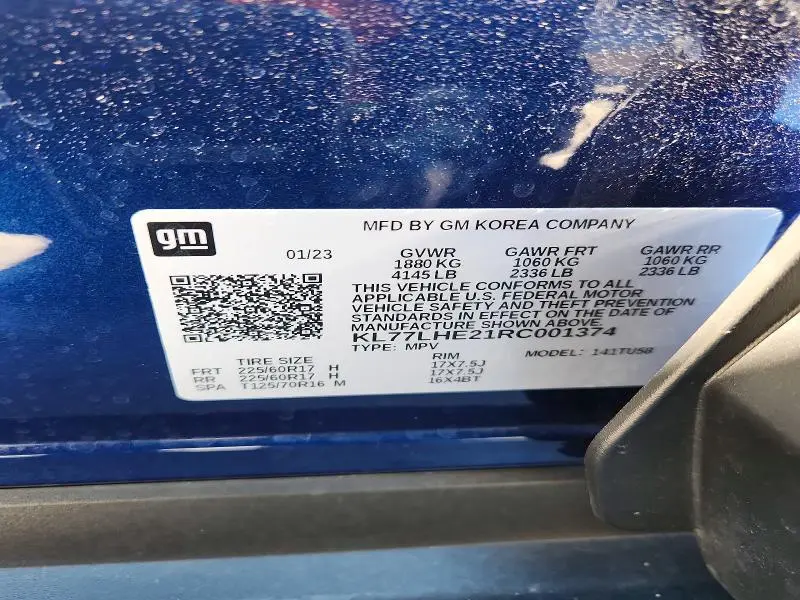 gm
MFD BY GM KOREA COMPANY
01/23
GVWR GAWR FRT GAWR RR
1880 KG 1060 KG 1060 KG
4145 LB 2336 LB 2336 LB
THIS VEHICLE CONFORMS TO ALL
APPLICABLE U.S. FEDERAL MOTOR
VEHICLE SAFETY AND THEFT PREVENTION
STANDARDS IN EFFECT ON THE DATE OF
MANUFACTURE SHOWN ABOVE.
KL77LHE21RC001374
TYPE: MPV MODEL: 141TU58
TIRE SIZE RIM
FRT 225/60R17 H 17X7.5J
RR 225/60R17 H 17X7.5J
SPA T125/70R16 M 16X4BT